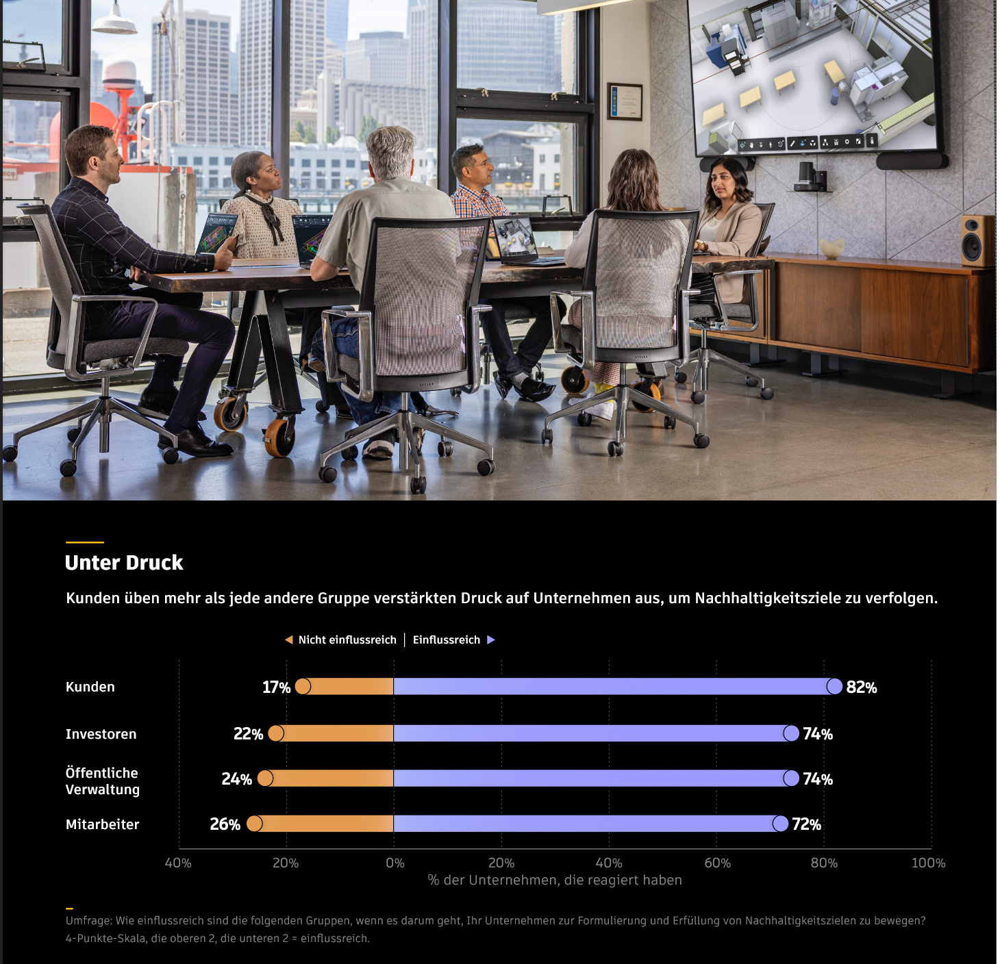 Unter Druck
Kunden üben mehr als jede andere Gruppe verstärkten Druck auf Unternehmen aus, um Nachhaltigkeitsziele zu verfolgen.
Nicht einflussreich | Einflussreich
Kunden 17% 82%
Investoren 22% 74%
Öffentliche
Verwaltung 24% 74%
Mitarbeiter 26% 72%
40% 20% 0% 20% 40% 60% 80% 100%
% der Unternehmen, die reagiert haben
Umfrage: Wie einflussreich sind die folgenden Gruppen, wenn es darum geht, Ihr Unternehmen zur Formulierung und Erfüllung von Nachhaltigkeitszielen zu bewegen?
4-Punkte-Skala, die oberen 2, die unteren 2 = einflussreich.